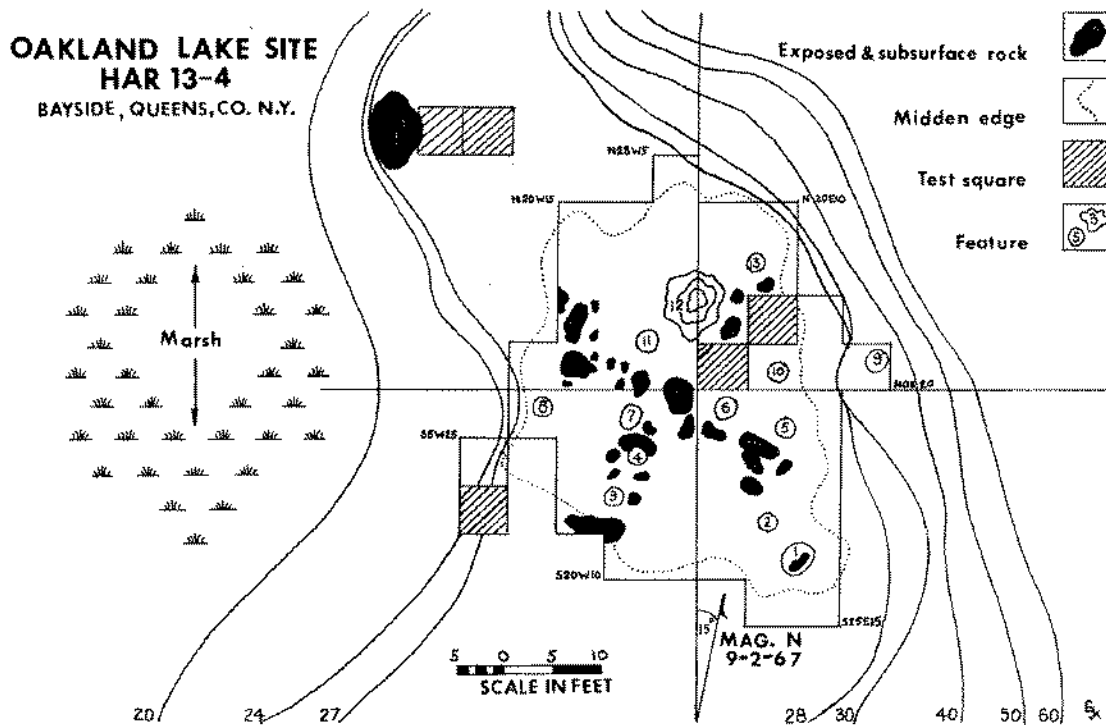 OAKLAND LAKE SITE
HAR 13-4
BAYSIDE, QUEENS, CO. N.Y.
Exposed & subsurface rock
Midden edge
Test square
Feature
5
N25W5
N20W15
N20E10
13
12
11
10
9
N0E20
Marsh
8
7
6
5
S5W25
4
3
2
1
S20W10
S25E15
15°
MAG. N
9-2-67
5 0 5 10
SCALE IN FEET
20 24 27 28 30 40 50 60